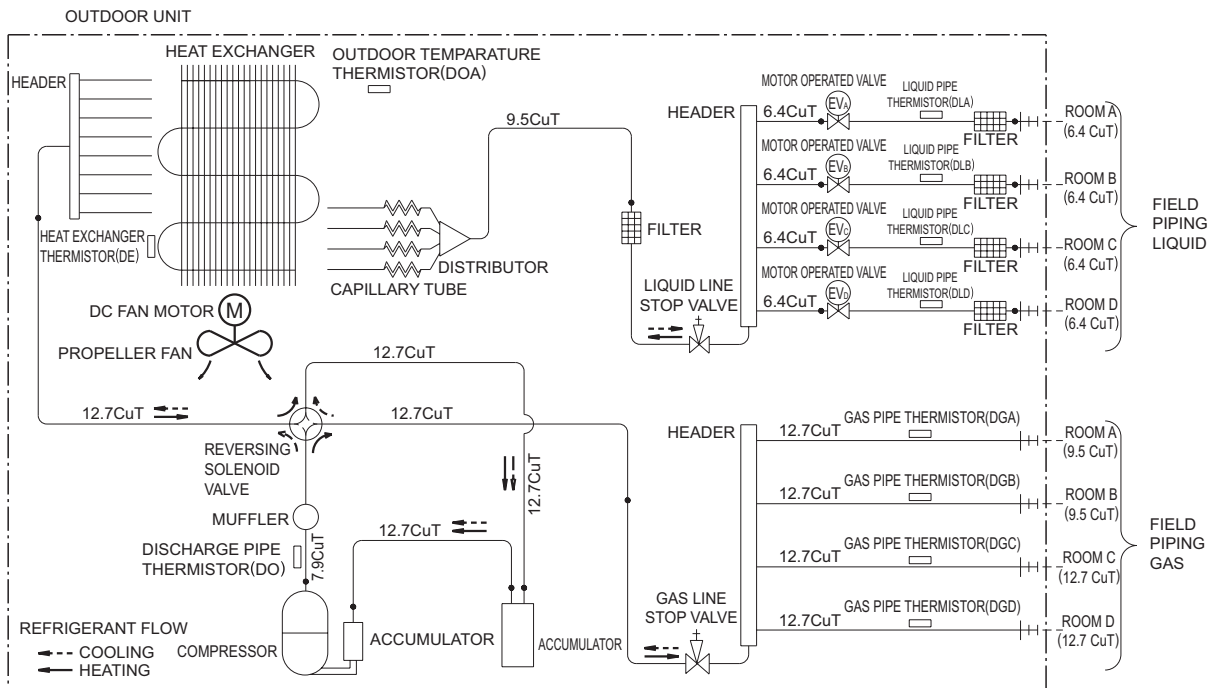 OUTDOOR UNIT
HEAT EXCHANGER
OUTDOOR TEMPARATURE
THERMISTOR(DOA)
HEADER
9.5CuT
HEADER
MOTOR OPERATED VALVE
LIQUID PIPE
THERMISTOR(DLA)
6.4CuT
EVA
FILTER
ROOM A
(6.4 CuT)
MOTOR OPERATED VALVE
LIQUID PIPE
THERMISTOR(DLB)
6.4CuT
EVB
FILTER
ROOM B
(6.4 CuT)
MOTOR OPERATED VALVE
LIQUID PIPE
THERMISTOR(DLC)
6.4CuT
EVC
FILTER
ROOM C
(6.4 CuT)
MOTOR OPERATED VALVE
LIQUID PIPE
THERMISTOR(DLD)
6.4CuT
EVD
FILTER
ROOM D
(6.4 CuT)
FIELD
PIPING
LIQUID
HEAT EXCHANGER
THERMISTOR(DE)
FILTER
DISTRIBUTOR
CAPILLARY TUBE
LIQUID LINE
STOP VALVE
DC FAN MOTOR
M
PROPELLER FAN
12.7CuT
12.7CuT
12.7CuT
REVERSING
SOLENOID
VALVE
12.7CuT
MUFFLER
12.7CuT
DISCHARGE PIPE
THERMISTOR(DO)
7.9CuT
HEADER
12.7CuT
GAS PIPE THERMISTOR(DGA)
ROOM A
(9.5 CuT)
12.7CuT
GAS PIPE THERMISTOR(DGB)
ROOM B
(9.5 CuT)
12.7CuT
GAS PIPE THERMISTOR(DGC)
ROOM C
(12.7 CuT)
12.7CuT
GAS PIPE THERMISTOR(DGD)
ROOM D
(12.7 CuT)
FIELD
PIPING
GAS
GAS LINE
STOP VALVE
REFRIGERANT FLOW
COOLING
HEATING
COMPRESSOR
ACCUMULATOR
ACCUMULATOR